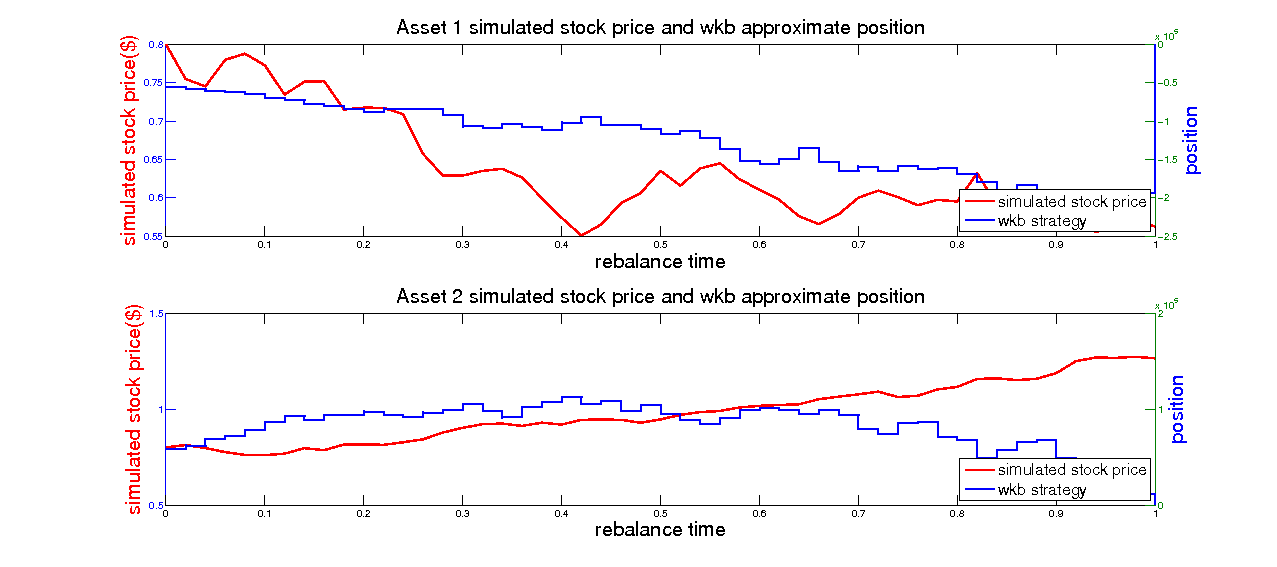 Asset 1 simulated stock price and wkb approximate position
simulated stock price($)
0.8
0.75
0.7
0.65
0.6
0.55
x 10
0
−0.5
−1
−1.5
−2
−2.5
position
simulated stock price
wkb strategy
0 0.1 0.2 0.3 0.4 0.5 0.6 0.7 0.8 0.9 1
rebalance time
Asset 2 simulated stock price and wkb approximate position
simulated stock price($)
1.5
1
0.5
x 10
2
1
0
position
simulated stock price
wkb strategy
0 0.1 0.2 0.3 0.4 0.5 0.6 0.7 0.8 0.9 1
rebalance time